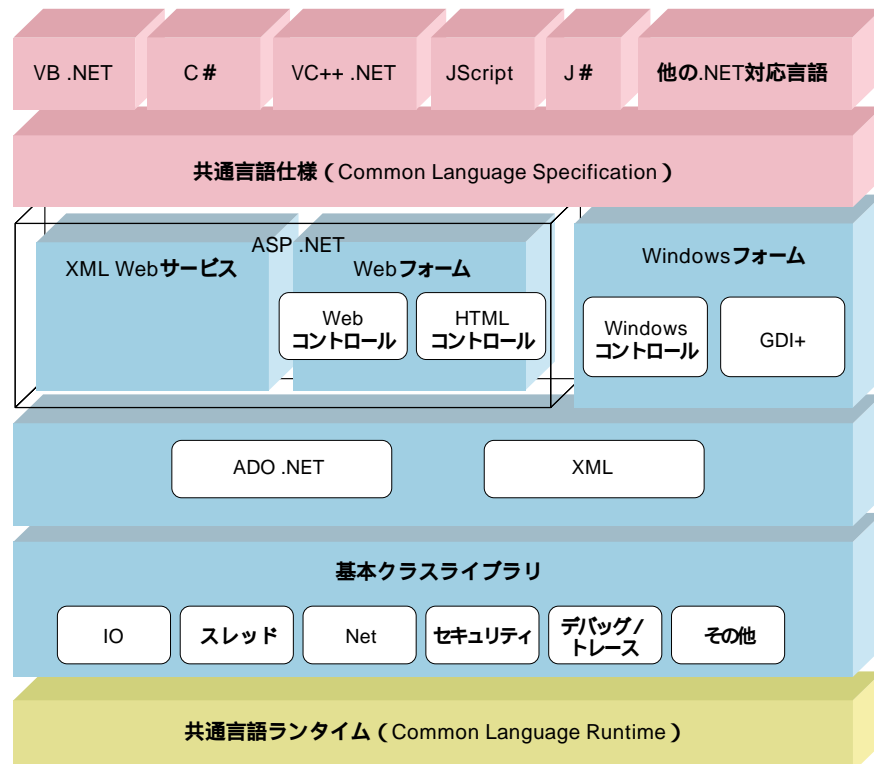 VB .NET
C#
VC++ .NET
JScript
J#
他の.NET対応言語
共通言語仕様(Common Language Specification)
ASP .NET
XML Webサービス
Webフォーム
Windowsフォーム
Web
コントロール
HTML
コントロール
Windows
コントロール
GDI+
ADO .NET
XML
基本クラスライブラリ
IO
スレッド
Net
セキュリティ
デバッグ/
トレース
その他
共通言語ランタイム(Common Language Runtime)